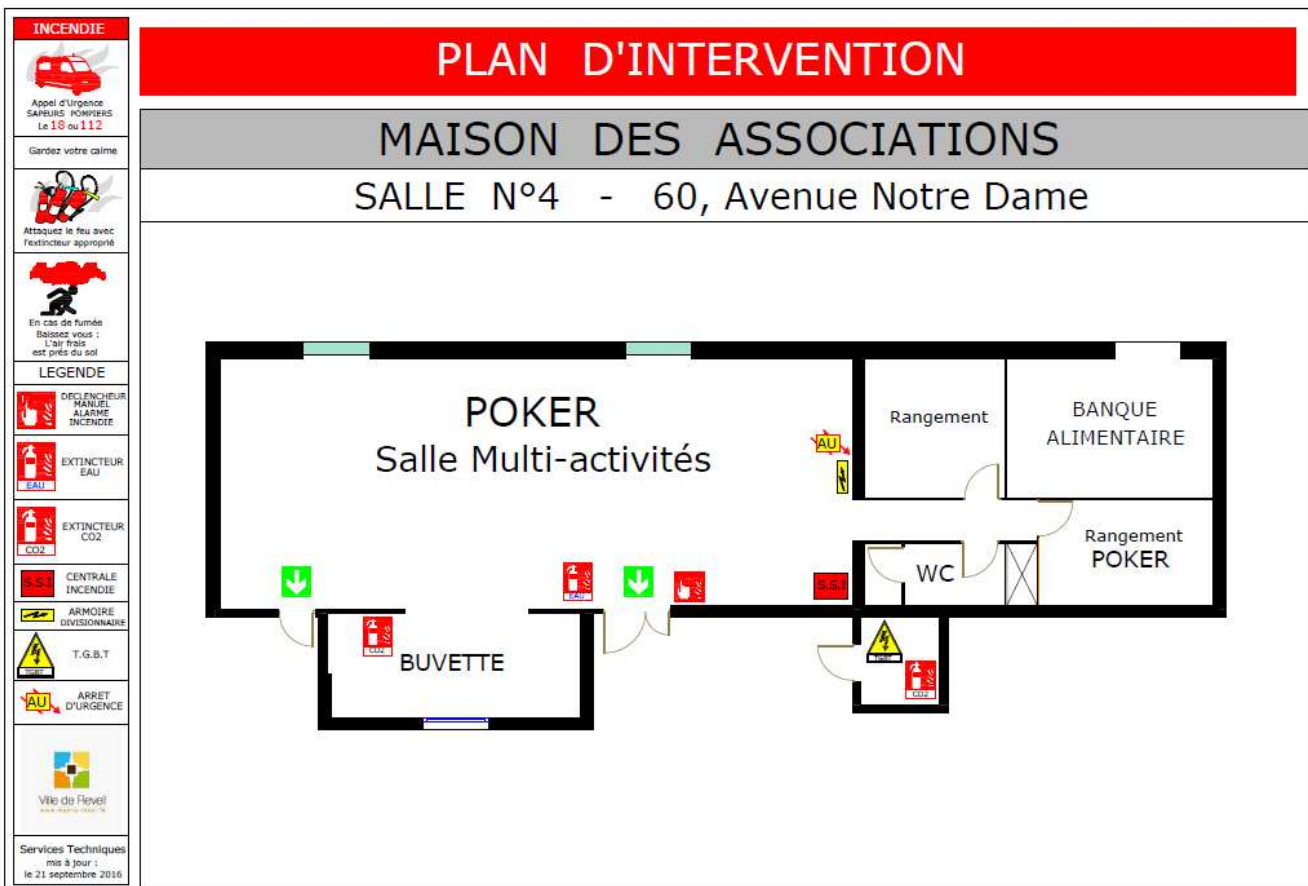 INCENDIE
Appel d'Urgence
SAPEURS POMPIERS
Le 18 ou 112
Gardez votre calme
Attaquez le feu avec
l'extincteur approprié
En cas de fumée
Baissez vous :
L'air frais
est prés du sol
LEGENDE
DECLENCHEUR
MANUEL
ALARME
INCENDIE
EAU
EXTINCTEUR
EAU
CO2
EXTINCTEUR
CO2
S.S.I
CENTRALE
INCENDIE
ARMOIRE
DIVISIONNAIRE
TGBT
T.G.B.T
AU
ARRET
D'URGENCE
Ville de Revel
Services Techniques
mis à jour :
le 21 septembre 2016
PLAN D'INTERVENTION
MAISON DES ASSOCIATIONS
SALLE N°4 - 60, Avenue Notre Dame
POKER
Salle Multi-activités
AU
Rangement
BANQUE
ALIMENTAIRE
Rangement
POKER
WC
EAU
S.S.I
CO2
BUVETTE
TGBT
CO2